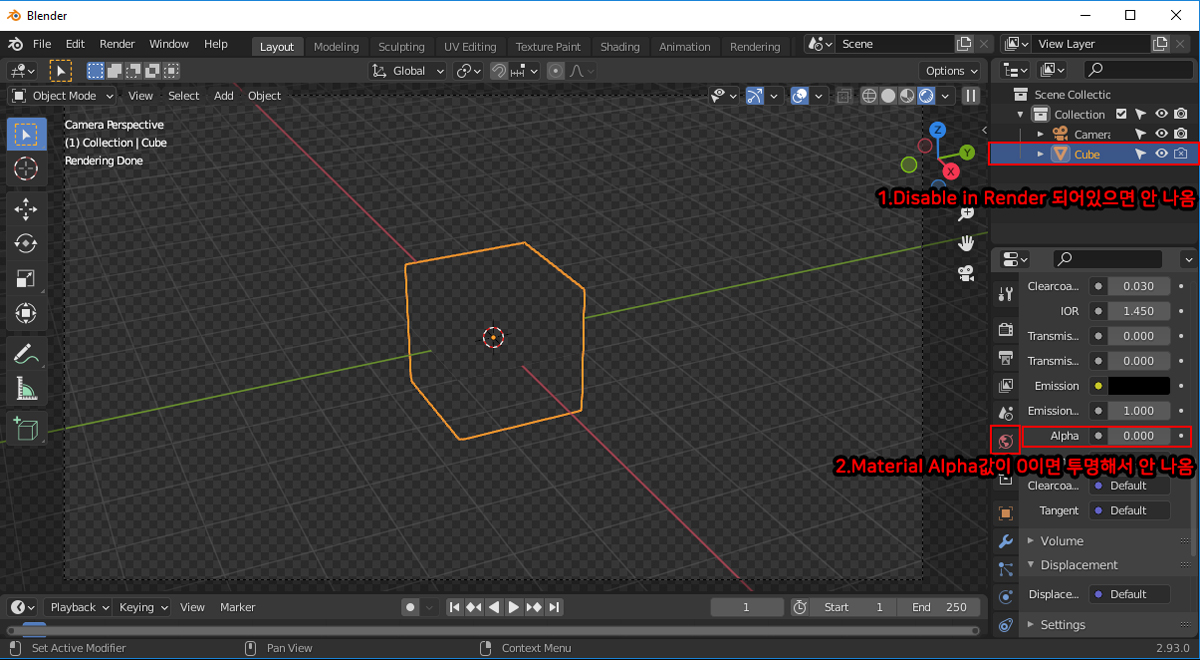 Blender
File Edit Render Window Help Layout Modeling Sculpting UV Editing Texture Paint Shading Animation Rendering Scene View Layer
Global Options
Object Mode View Select Add Object
Camera Perspective
(1) Collection | Cube
Rendering Done
Z
Y
X
Scene Collectic
Collection
Camera
Cube
1.Disable in Render 되어있으면 안 나옴
Clearcoa... 0.030
IOR 1.450
Transmis... 0.000
Transmis... 0.000
Emission
Emission... 1.000
Alpha 0.000
2.Material Alpha값이 0이면 투명해서 안 나옴
Clearcoa... Default
Tangent Default
Volume
Displacement
Displace... Default
Settings
Playback Keying View Marker 1 Start 1 End 250
Set Active Modifier Pan View Context Menu 2.93.0